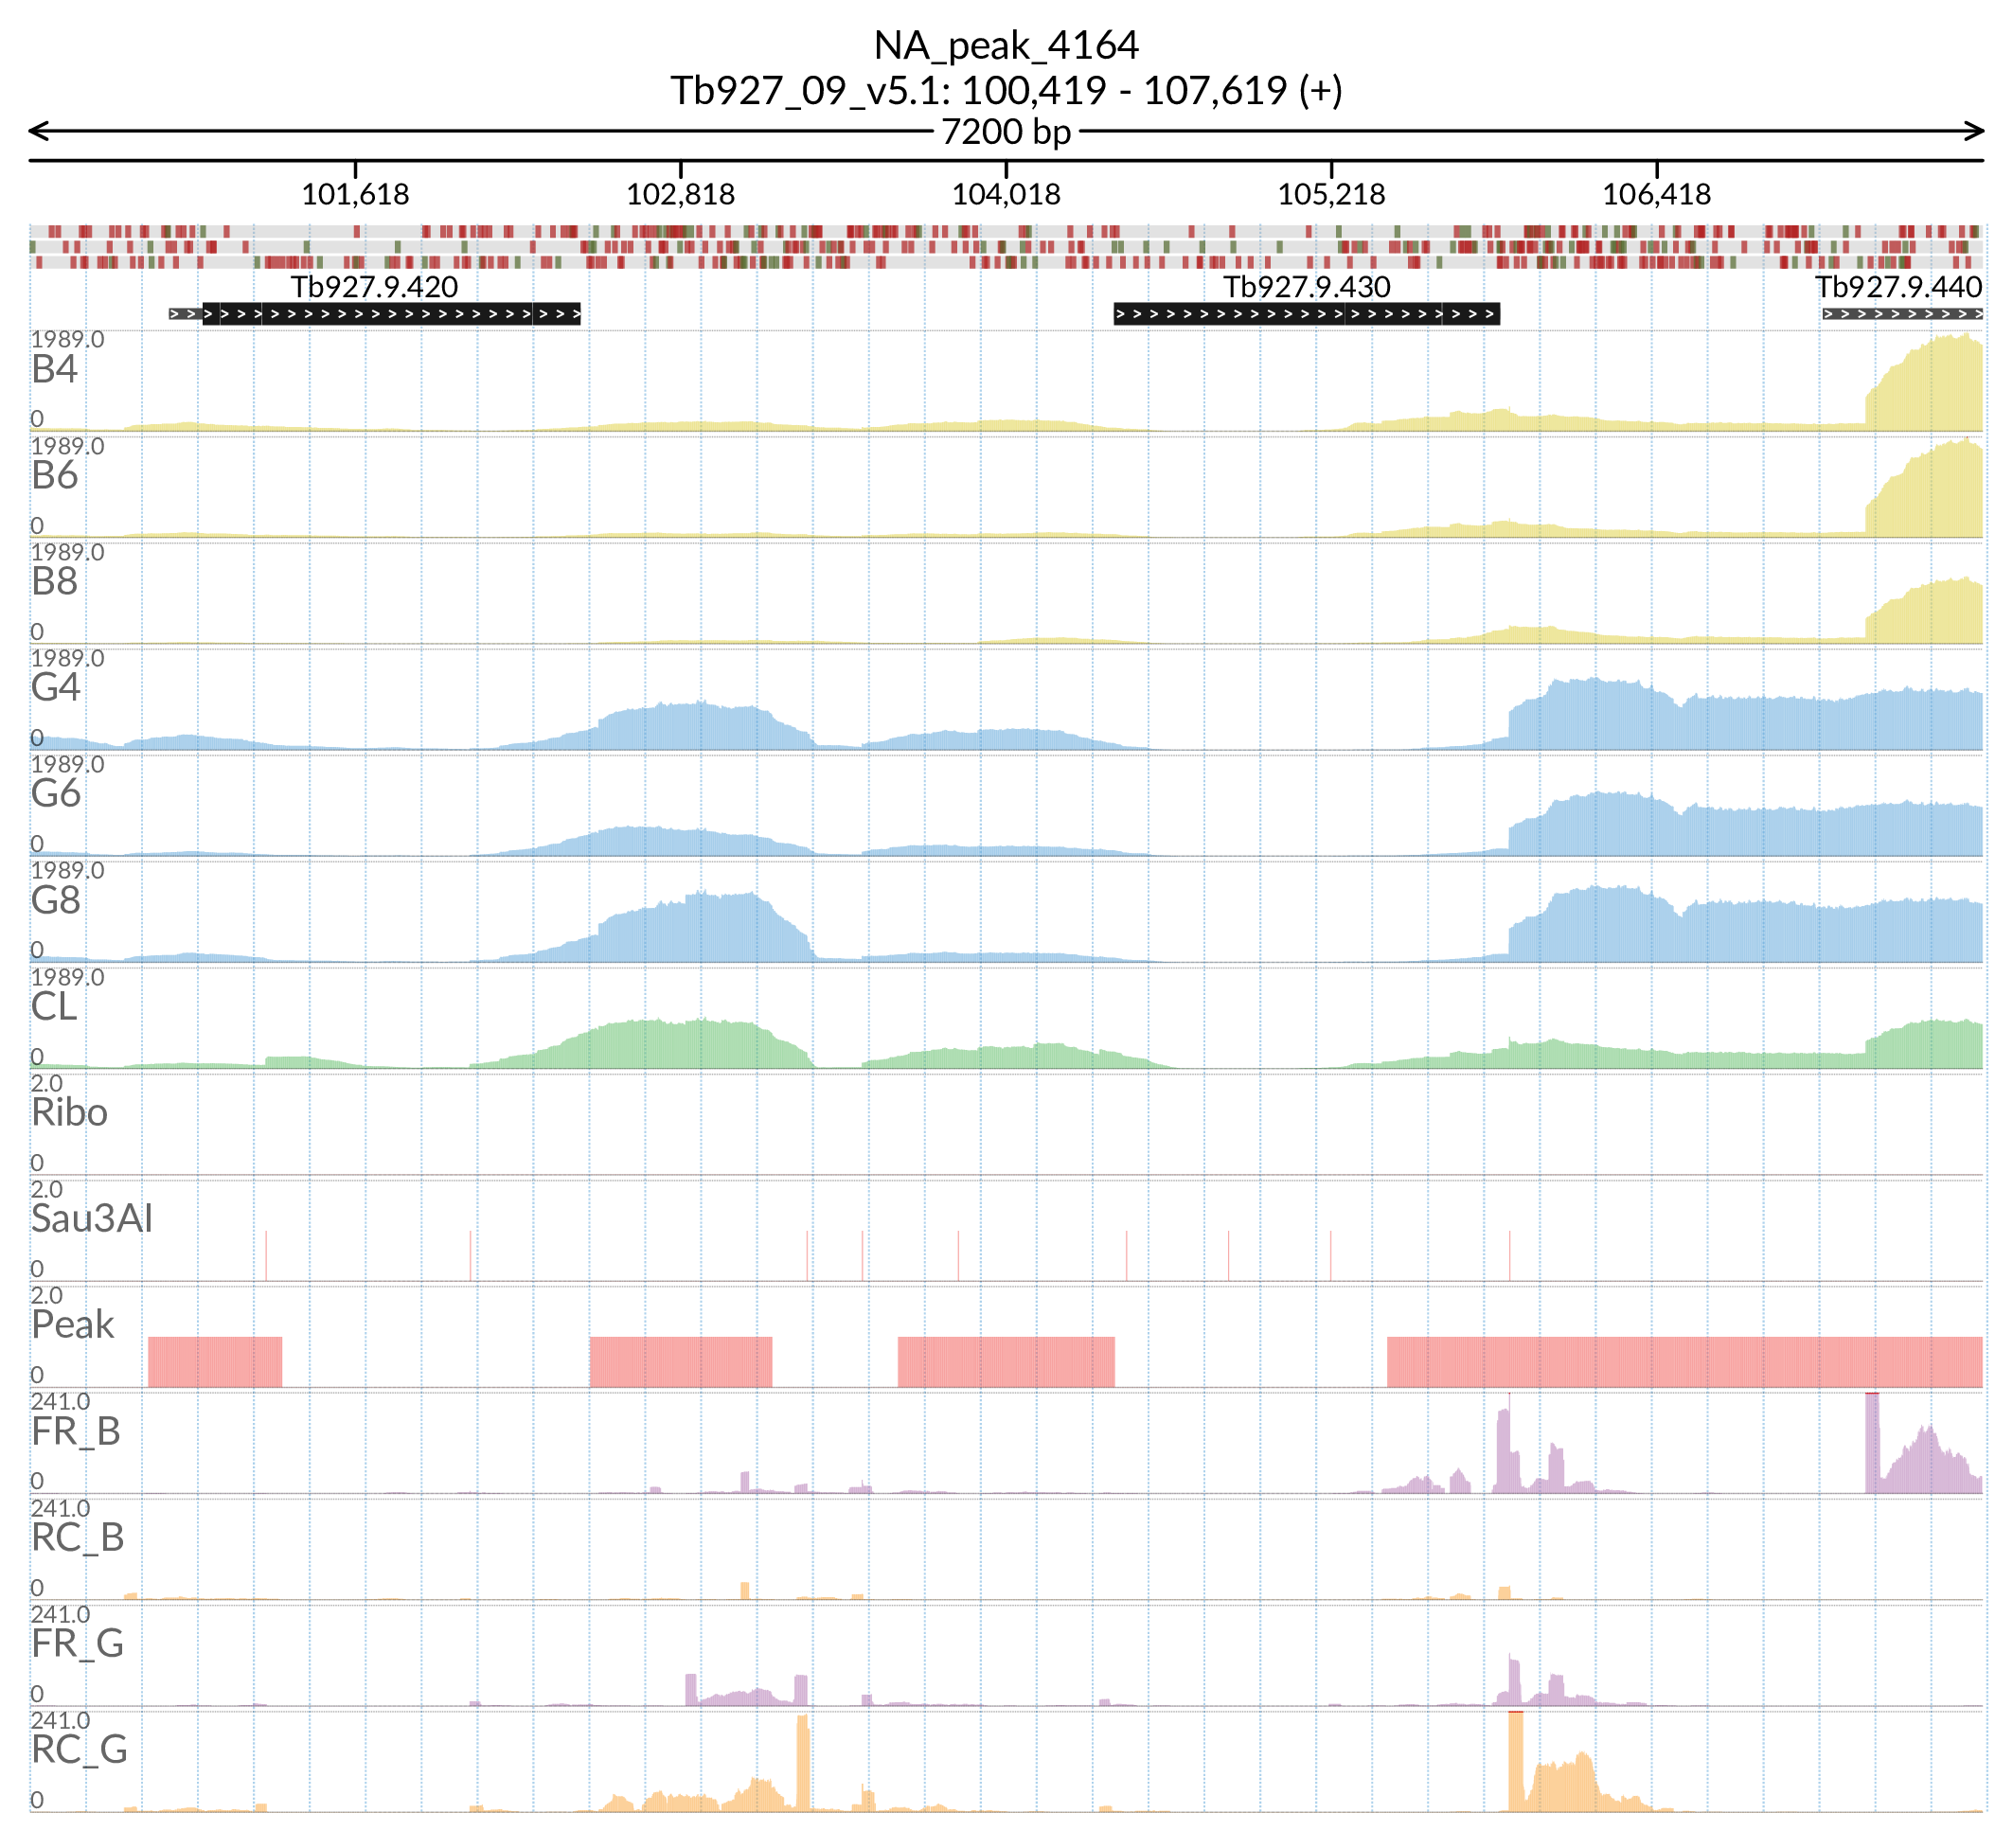 NA_peak_4164
Tb927_09_v5.1: 100,419 - 107,619 (+)
7200 bp
101,618 102,818 104,018 105,218 106,418
Tb927.9.420 Tb927.9.430 Tb927.9.440
1989.0
B4
0
1989.0
B6
0
1989.0
B8
0
1989.0
G4
0
1989.0
G6
0
1989.0
G8
0
1989.0
CL
0
2.0
Ribo
0
2.0
Sau3AI
0
2.0
Peak
0
241.0
FR_B
0
241.0
RC_B
0
241.0
FR_G
0
241.0
RC_G
0